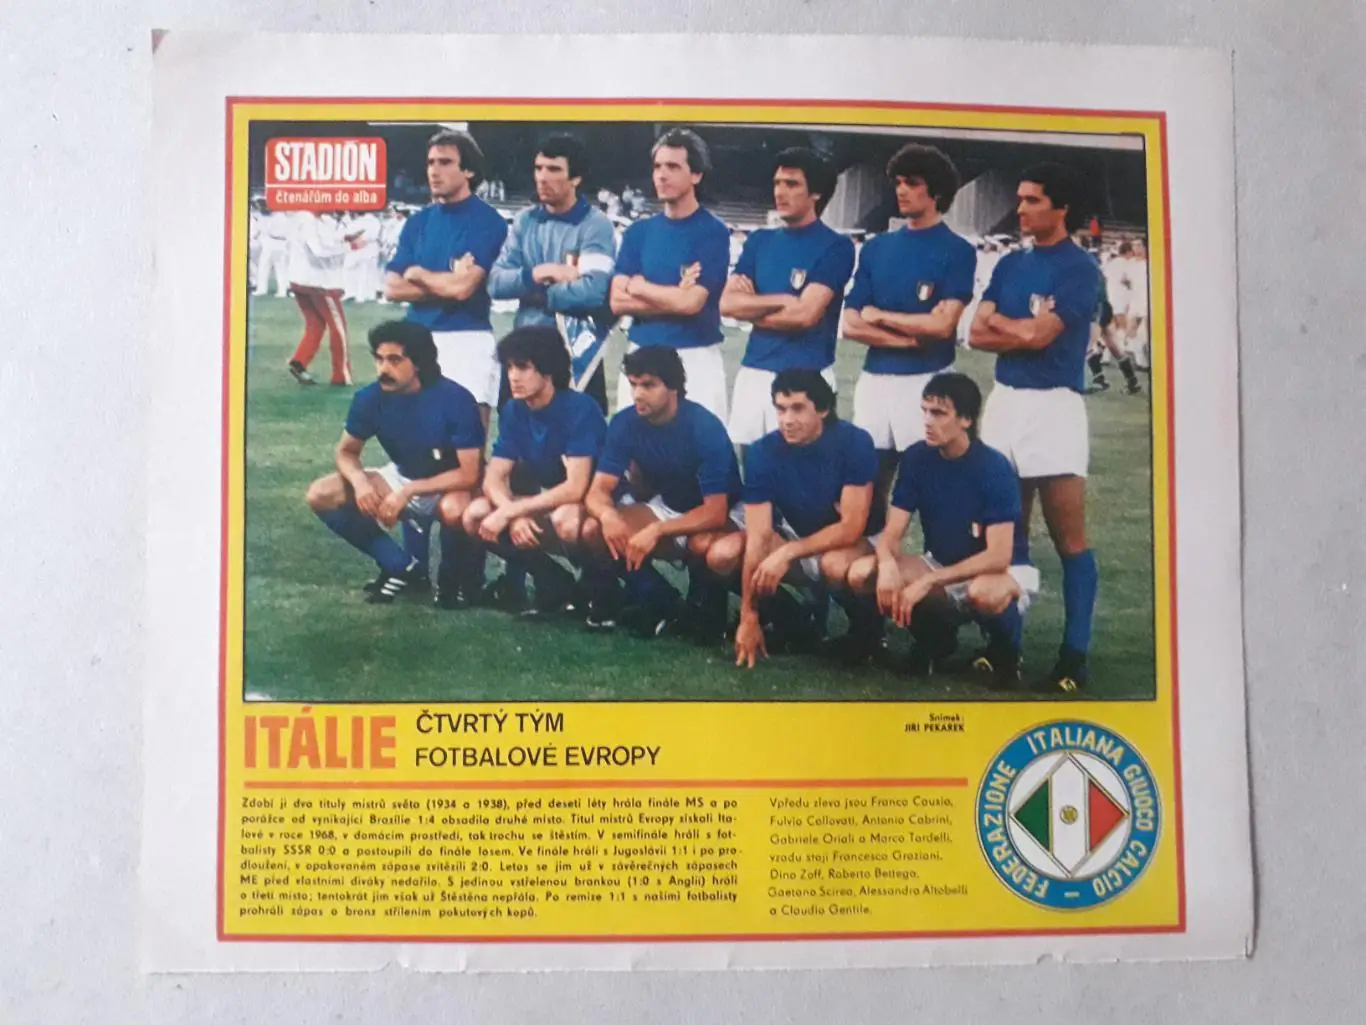 STADIÓN
čtenářům do alba
ITÁLIE
ČTVRTÝ TÝM
FOTBALOVÉ EVROPY
Snímek:
JIŘÍ PEKÁREK
Zdobí ji dva tituly mistrů světa (1934 a 1938), před deseti léty hrála finále MS a po
porážce od vynikající Brazílie 1:4 obsadila druhé místo. Titul mistrů Evropy získali Ita-
lové v roce 1968, v domácím prostředí, tak trochu se štěstím. V semifinále hráli s fot-
balisty SSSR 0:0 a postoupili do finále losem. Ve finále hráli s Jugoslávií 1:1 i po pro-
dloužení, v opakovaném zápase zvítězili 2:0. Letos se jim už v závěrečných zápasech
ME před vlastními diváky nedařilo. S jedinou vstřelenou brankou (1:0 s Anglií) hráli
o třetí místo; tentokrát jim však už Štěstěna nepřála. Po remíze 1:1 s našimi fotbalisty
prohráli zápas o bronz střílením pokutových kopů.
Vpředu zleva jsou Franco Causio,
Fulvio Collovati, Antonio Cabrini,
Gabriele Oriali a Marco Tardelli,
vzadu stojí Francesco Graziani,
Dino Zoff, Roberto Bettega,
Gaetano Scirea, Alessandro Altobelli
a Claudio Gentile.
FEDERAZIONE ITALIANA GIUOCO CALCIO